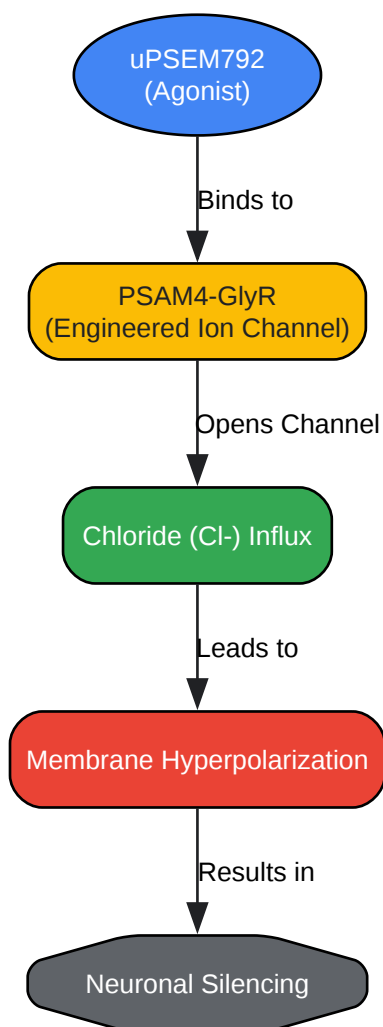 uPSEM792
(Agonist)
Binds to
PSAM4-GlyR
(Engineered Ion Channel)
Opens Channel
Chloride (Cl-) Influx
Leads to
Membrane Hyperpolarization
Results in
Neuronal Silencing